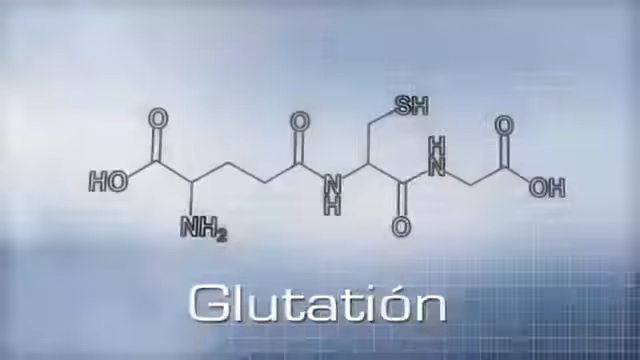 O O SH O
HO H N OH
N H
NH₂ O
Glutatión